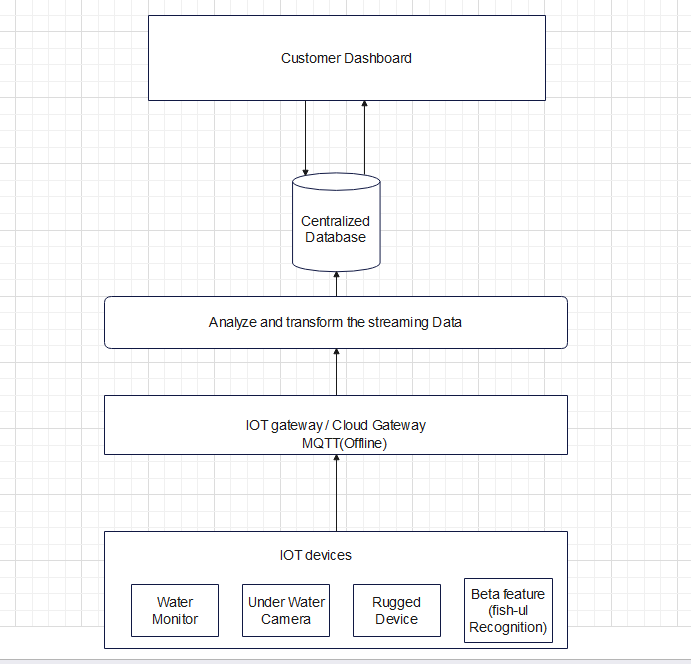 Customer Dashboard
Centralized
Database
Analyze and transform the streaming Data
IOT gateway / Cloud Gateway
MQTT(Offline)
IOT devices
Water
Monitor
Under Water
Camera
Rugged
Device
Beta feature
(fish-ul
Recognition)